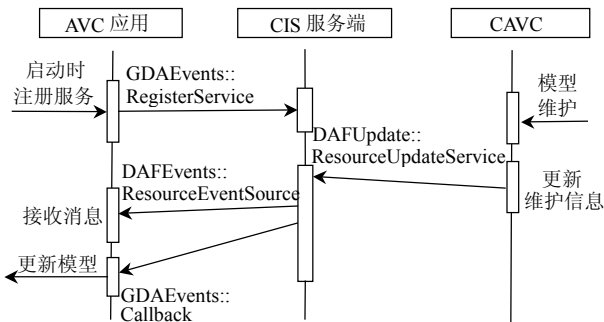 AVC 应用
CIS 服务端
CAVC
启动时
注册服务
GDAEvents::
RegisterService
模型
维护
DAFUpdate::
ResourceUpdateService
DAFEvents::
ResourceEventSource
更新
维护信息
接收消息
更新模型
GDAEvents::
Callback